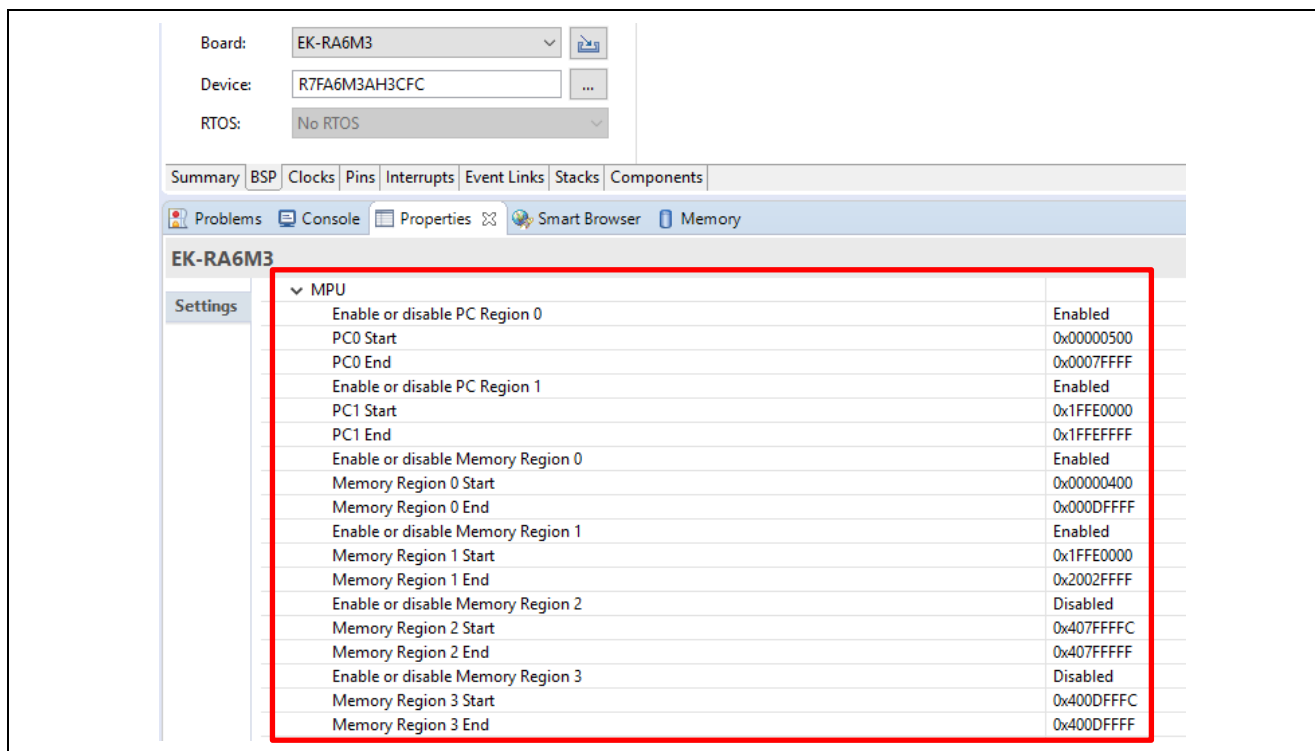 Board: EK-RA6M3
Device: R7FA6M3AH3CFC ...
RTOS: No RTOS
Summary BSP Clocks Pins Interrupts Event Links Stacks Components
Problems Console Properties Smart Browser Memory
EK-RA6M3
Settings
MPU
Enable or disable PC Region 0 Enabled
PC0 Start 0x00000500
PC0 End 0x0007FFFF
Enable or disable PC Region 1 Enabled
PC1 Start 0x1FFE0000
PC1 End 0x1FFEFFFF
Enable or disable Memory Region 0 Enabled
Memory Region 0 Start 0x00000400
Memory Region 0 End 0x000DFFFF
Enable or disable Memory Region 1 Enabled
Memory Region 1 Start 0x1FFE0000
Memory Region 1 End 0x2002FFFF
Enable or disable Memory Region 2 Disabled
Memory Region 2 Start 0x407FFFFC
Memory Region 2 End 0x407FFFFF
Enable or disable Memory Region 3 Disabled
Memory Region 3 Start 0x400DFFFC
Memory Region 3 End 0x400DFFFF